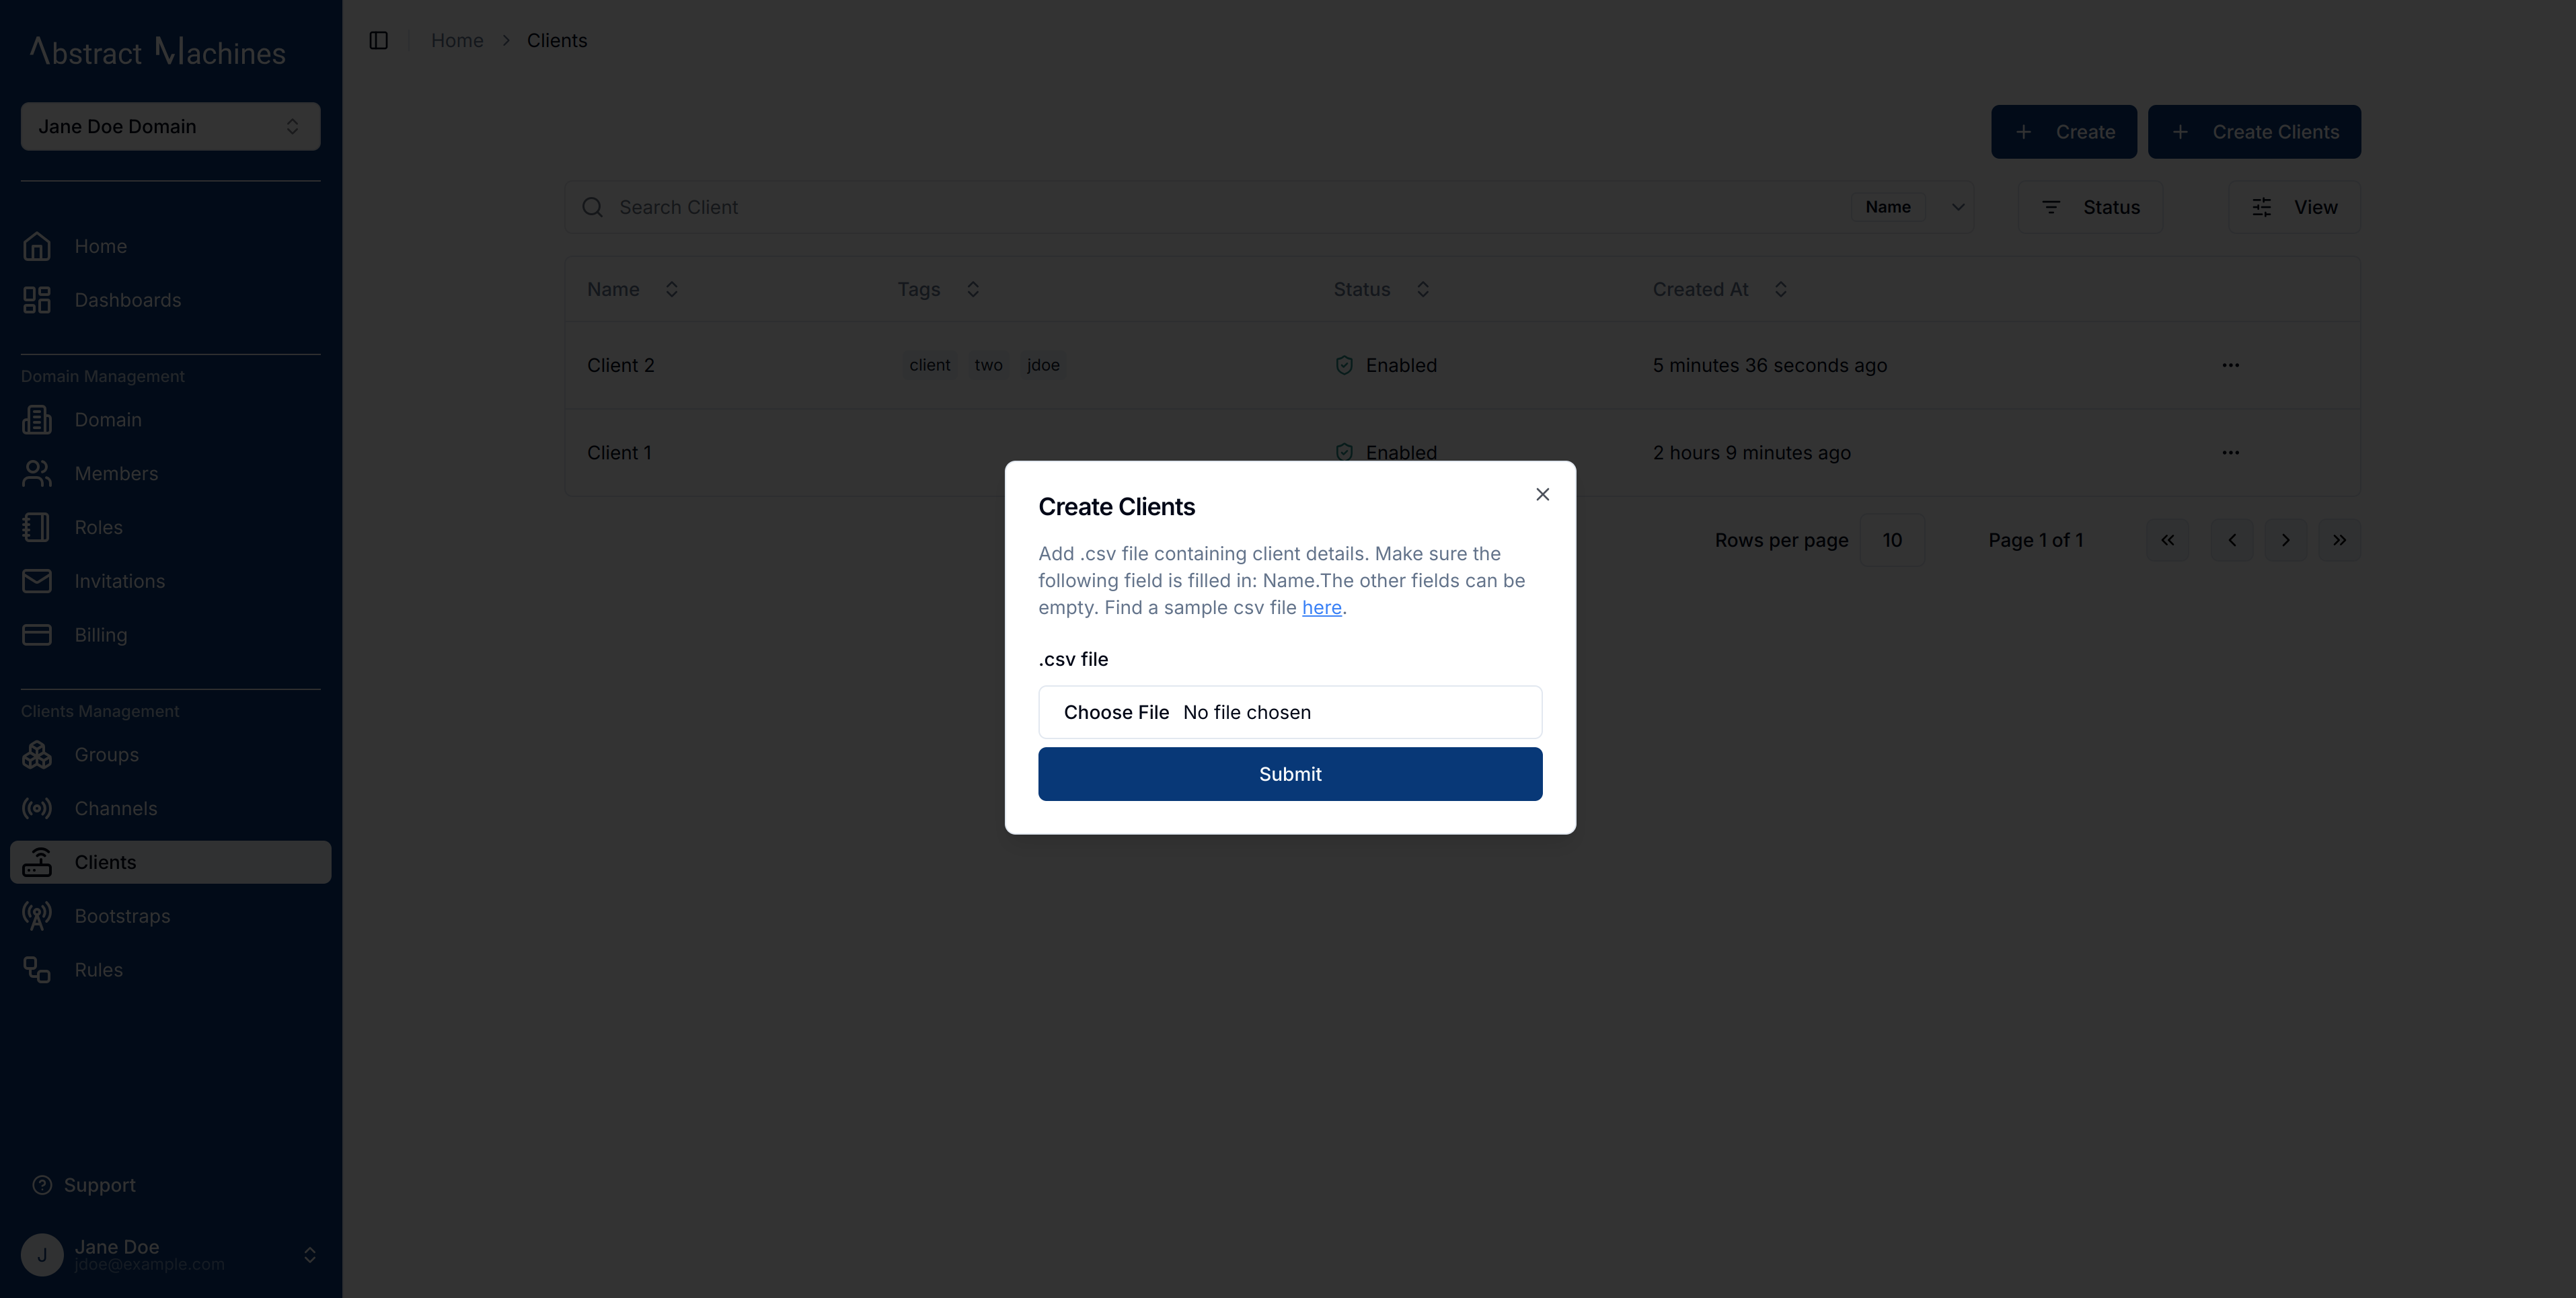 Abstract Machines
Jane Doe Domain
Home
Dashboards
Domain Management
Domain
Members
Roles
Invitations
Billing
Clients Management
Groups
Channels
Clients
Bootstraps
Rules
Support
J
Jane Doe
jdoe@example.com
Home > Clients
Create
Create Clients
Search Client
Name
Status
View
Name Tags Status Created At
Client 2 client two jdoe Enabled 5 minutes 36 seconds ago
Client 1 Enabled 2 hours 9 minutes ago
Rows per page 10 Page 1 of 1
Create Clients
Add .csv file containing client details. Make sure the
following field is filled in: Name.The other fields can be
empty. Find a sample csv file here.
.csv file
Choose File No file chosen
Submit